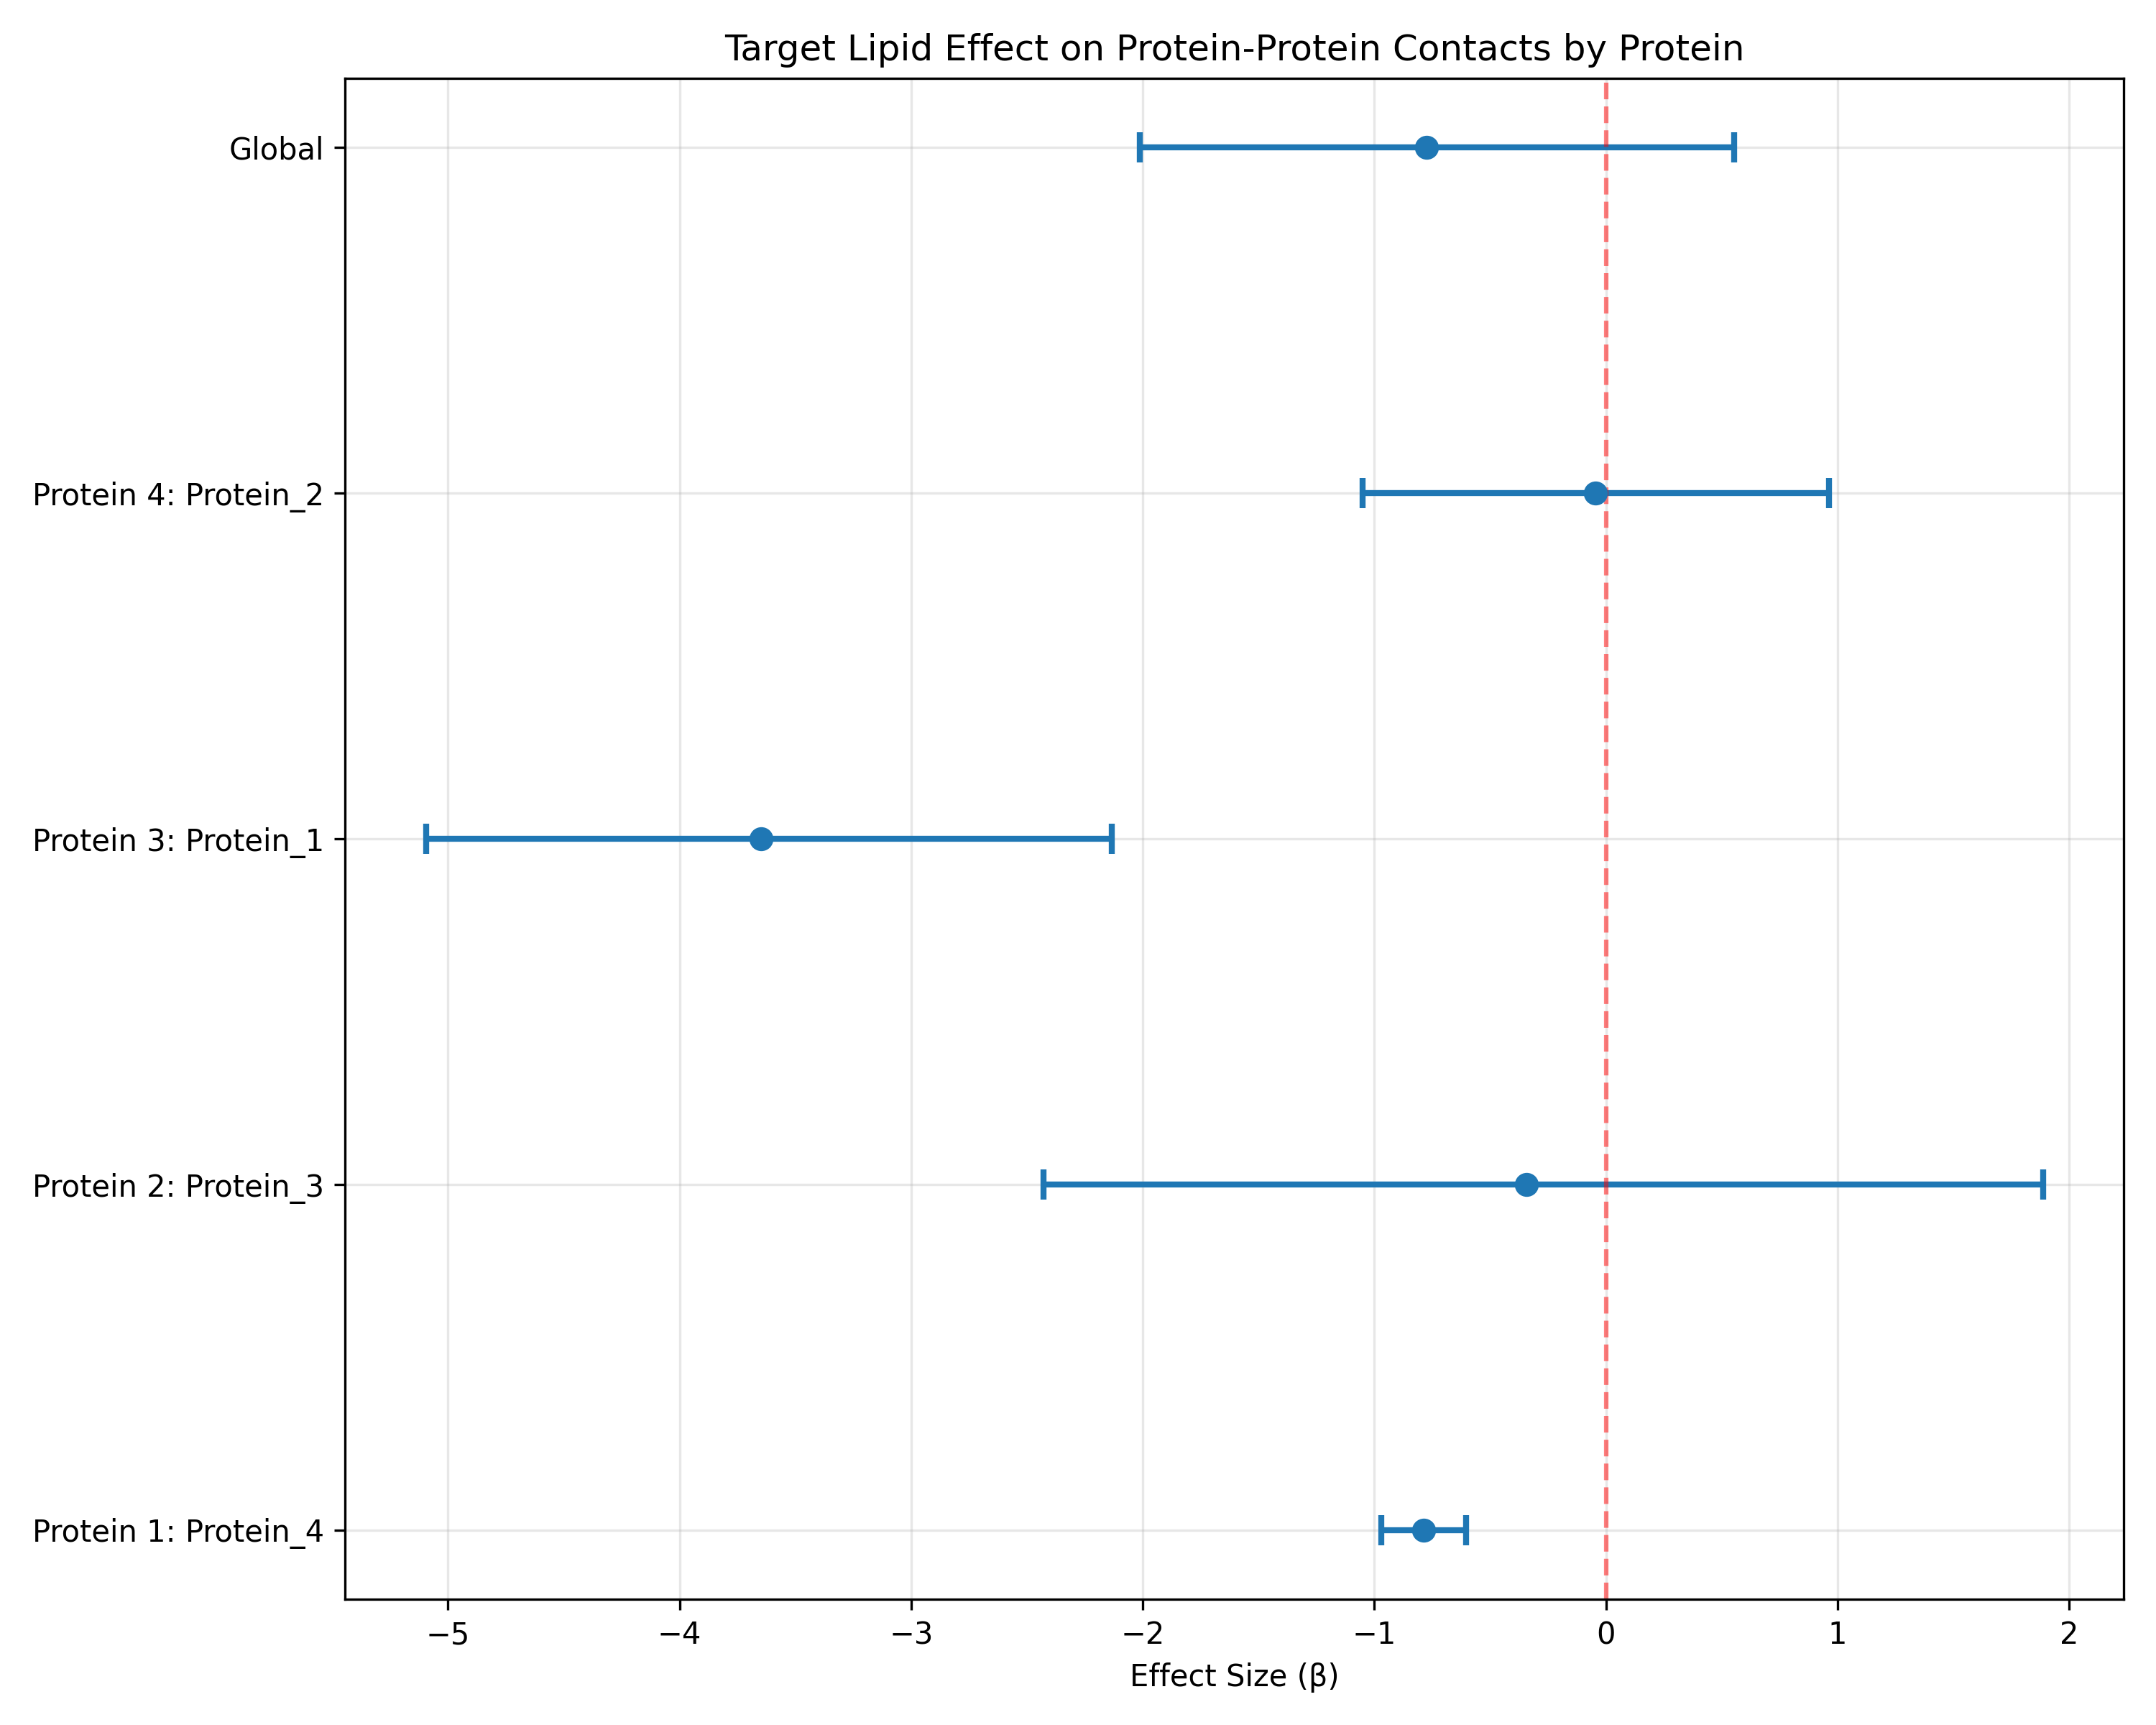 Target Lipid Effect on Protein-Protein Contacts by Protein
Global
Protein 4: Protein_2
Protein 3: Protein_1
Protein 2: Protein_3
Protein 1: Protein_4
−5 −4 −3 −2 −1 0 1 2
Effect Size (β)